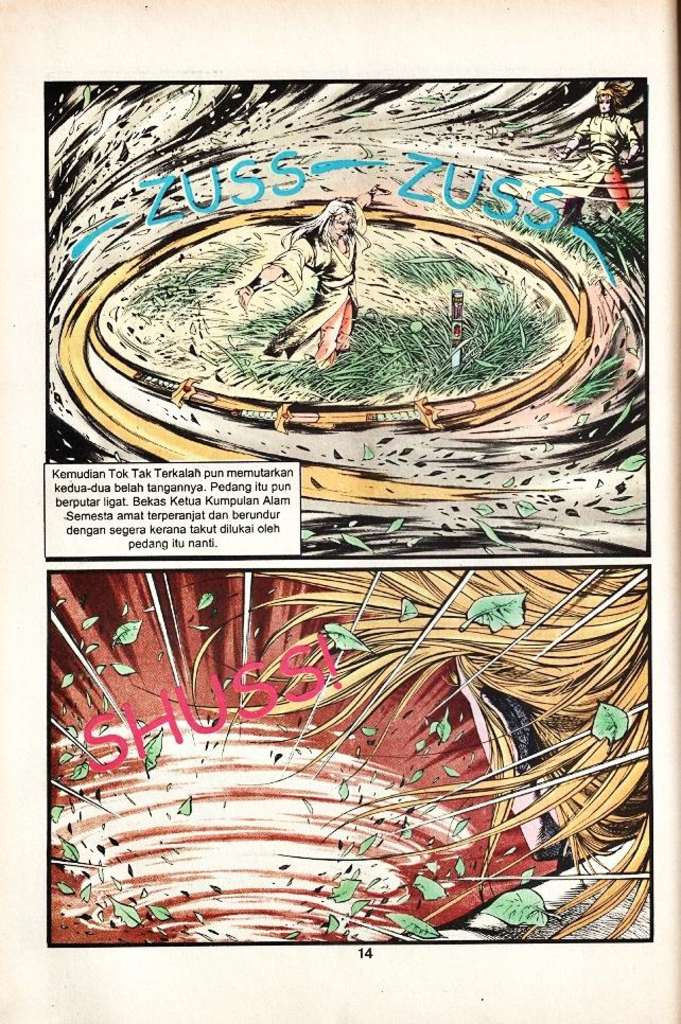 ZUSS — ZUSS
Kemudian Tok Tak Terkalah pun memutarkan
kedua-dua belah tangannya. Pedang itu pun
berputar ligat. Bekas Ketua Kumpulan Alam
Semesta amat terperanjat dan berundur
dengan segera kerana takut dilukai oleh
pedang itu nanti.
SHUSS!
14